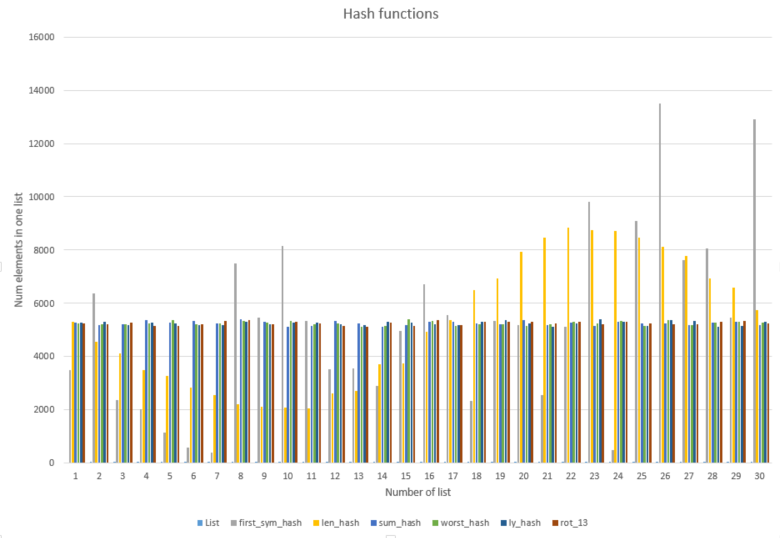 Hash functions
16000
14000
12000
10000
8000
6000
4000
2000
0
Num elements in one list
1 2 3 4 5 6 7 8 9 10 11 12 13 14 15 16 17 18 19 20 21 22 23 24 25 26 27 28 29 30
Number of list
List first_sym_hash len_hash sum_hash worst_hash ly_hash rot_13